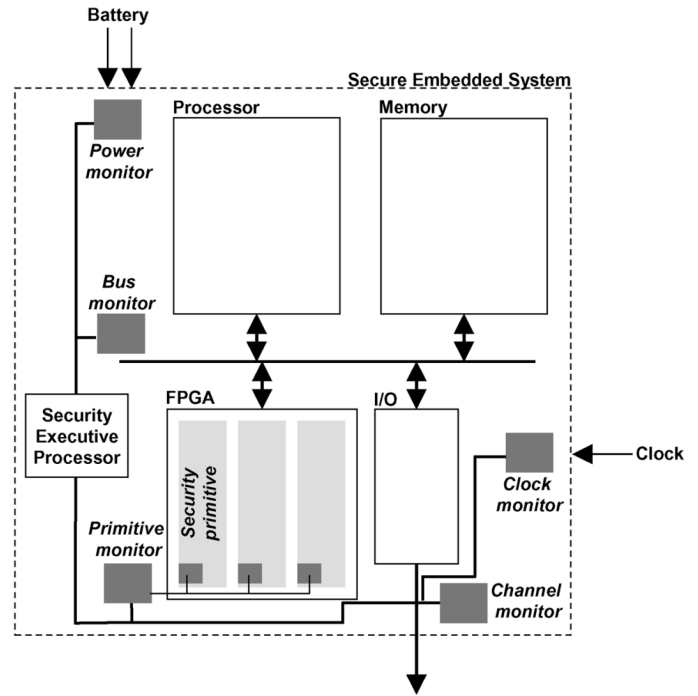 Battery
Secure Embedded System
Processor
Memory
Power
monitor
Bus
monitor
FPGA
I/O
Security
Executive
Processor
Security
primitive
Clock
Clock
monitor
Primitive
monitor
Channel
monitor